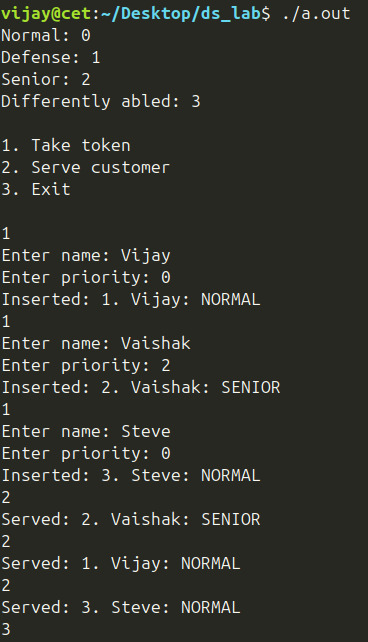 vijay@cet:~/Desktop/ds_lab$ ./a.out
Normal: 0
Defense: 1
Senior: 2
Differently abled: 3
1. Take token
2. Serve customer
3. Exit
1
Enter name: Vijay
Enter priority: 0
Inserted: 1. Vijay: NORMAL
1
Enter name: Vaishak
Enter priority: 2
Inserted: 2. Vaishak: SENIOR
1
Enter name: Steve
Enter priority: 0
Inserted: 3. Steve: NORMAL
2
Served: 2. Vaishak: SENIOR
2
Served: 1. Vijay: NORMAL
2
Served: 3. Steve: NORMAL
3